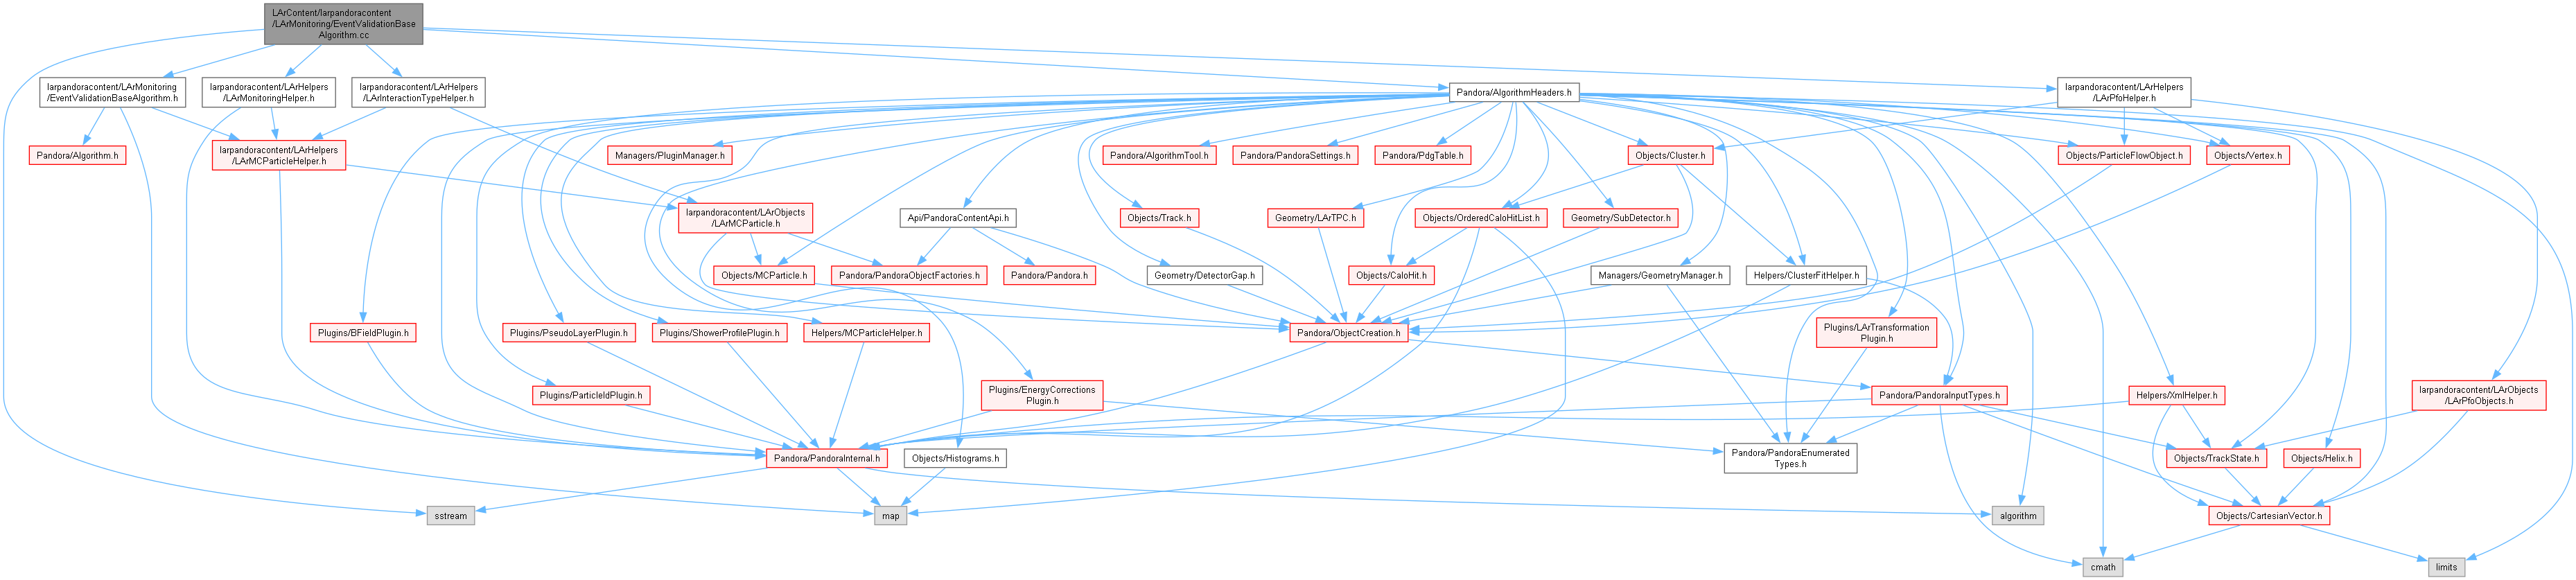 LArContent/larpandoracontent
/LArMonitoring/EventValidationBase
Algorithm.cc
larpandoracontent/LArMonitoring
/EventValidationBaseAlgorithm.h
larpandoracontent/LArHelpers
/LArMonitoringHelper.h
larpandoracontent/LArHelpers
/LArInteractionTypeHelper.h
Pandora/AlgorithmHeaders.h
larpandoracontent/LArHelpers
/LArPfoHelper.h
Pandora/Algorithm.h
larpandoracontent/LArHelpers
/LArMCParticleHelper.h
Managers/PluginManager.h
Pandora/AlgorithmTool.h
Pandora/PandoraSettings.h
Pandora/PdgTable.h
Objects/Cluster.h
Objects/ParticleFlowObject.h
Objects/Vertex.h
larpandoracontent/LArObjects
/LArMCParticle.h
Api/PandoraContentApi.h
Objects/Track.h
Geometry/LArTPC.h
Objects/OrderedCaloHitList.h
Geometry/SubDetector.h
Objects/MCParticle.h
Pandora/PandoraObjectFactories.h
Pandora/Pandora.h
Geometry/DetectorGap.h
Objects/CaloHit.h
Managers/GeometryManager.h
Helpers/ClusterFitHelper.h
Plugins/BFieldPlugin.h
Plugins/PseudoLayerPlugin.h
Plugins/ShowerProfilePlugin.h
Helpers/MCParticleHelper.h
Pandora/ObjectCreation.h
Plugins/LArTransformation
Plugin.h
Plugins/ParticleIdPlugin.h
Plugins/EnergyCorrections
Plugin.h
Pandora/PandoraInputTypes.h
Helpers/XmlHelper.h
larpandoracontent/LArObjects
/LArPfoObjects.h
Pandora/PandoraInternal.h
Objects/Histograms.h
Pandora/PandoraEnumerated
Types.h
Objects/TrackState.h
Objects/Helix.h
sstream
map
algorithm
Objects/CartesianVector.h
cmath
limits